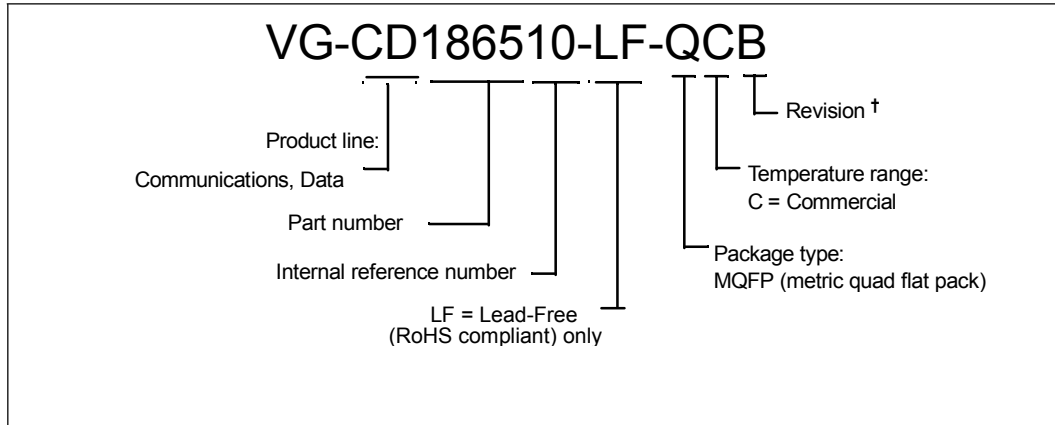 VG-CD186510-LF-QCB
Revision †
Product line:
Communications, Data
Temperature range:
C = Commercial
Part number
Package type:
MQFP (metric quad flat pack)
Internal reference number
LF = Lead-Free
(RoHS compliant) only